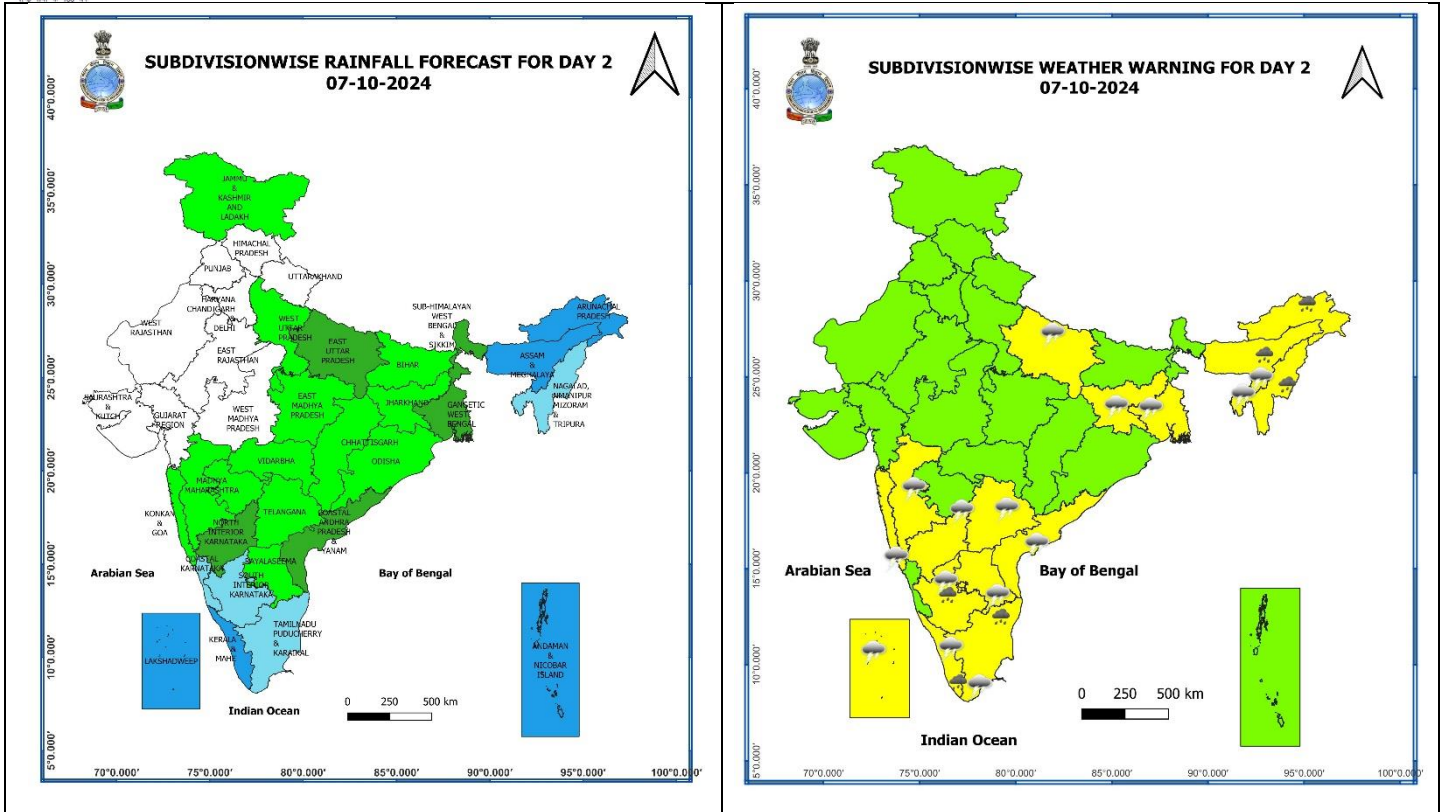 SUBDIVISIONWISE RAINFALL FORECAST FOR DAY 2
07-10-2024
40°0.000'
35°0.000'
30°0.000'
25°0.000'
20°0.000'
15°0.000'
10°0.000'
5°0.000'
JAMMU
&
KASHMIR
AND
LADAKH
HIMACHAL
PRADESH
PUNJAB
UTTARAKHAND
HARYANA
CHANDIGARH
&
DELHI
WEST
RAJASTHAN
WEST
UTTAR
PRADESH
SUB-HIMALAYAN
WEST
BENGAL
&
SIKKIM
ARUNACHAL
PRADESH
EAST
UTTAR
PRADESH
EAST
RAJASTHAN
BIHAR
ASSAM
&
MEGHALAYA
SAURASHTRA
&
KUTCH
GUJARAT
REGION
WEST
MADHYA
PRADESH
EAST
MADHYA
PRADESH
JHARKHAND
GANGETIC
WEST
BENGAL
MANIPUR
MIZORAM
&
TRIPURA
CHHATTISGARH
VIDARBHA
ODISHA
MADHYA
MAHARASHTRA
KONKAN
&
GOA
TELANGANA
NORTH
INTERIOR
KARNATAKA
COASTAL
ANDHRA
PRADESH
&
YANAM
COASTAL
KARNATAKA
RAYALASEEMA
SOUTH
INTERIOR
KARNATAKA
Arabian Sea
Bay of Bengal
TAMILNADU
PUDUCHERRY
&
KARAIKAL
KERALA
&
MAHE
LAKSHADWEEP
ANDAMAN
&
NICOBAR
ISLAND
Indian Ocean
0 250 500 km
70°0.000' 75°0.000' 80°0.000' 85°0.000' 90°0.000' 95°0.000' 100°0.000'
SUBDIVISIONWISE WEATHER WARNING FOR DAY 2
07-10-2024
40°0.000'
35°0.000'
30°0.000'
25°0.000'
20°0.000'
15°0.000'
10°0.000'
5°0.000'
Arabian Sea
Bay of Bengal
Indian Ocean
0 250 500 km
70°0.000' 75°0.000' 80°0.000' 85°0.000' 90°0.000' 95°0.000' 100°0.000'